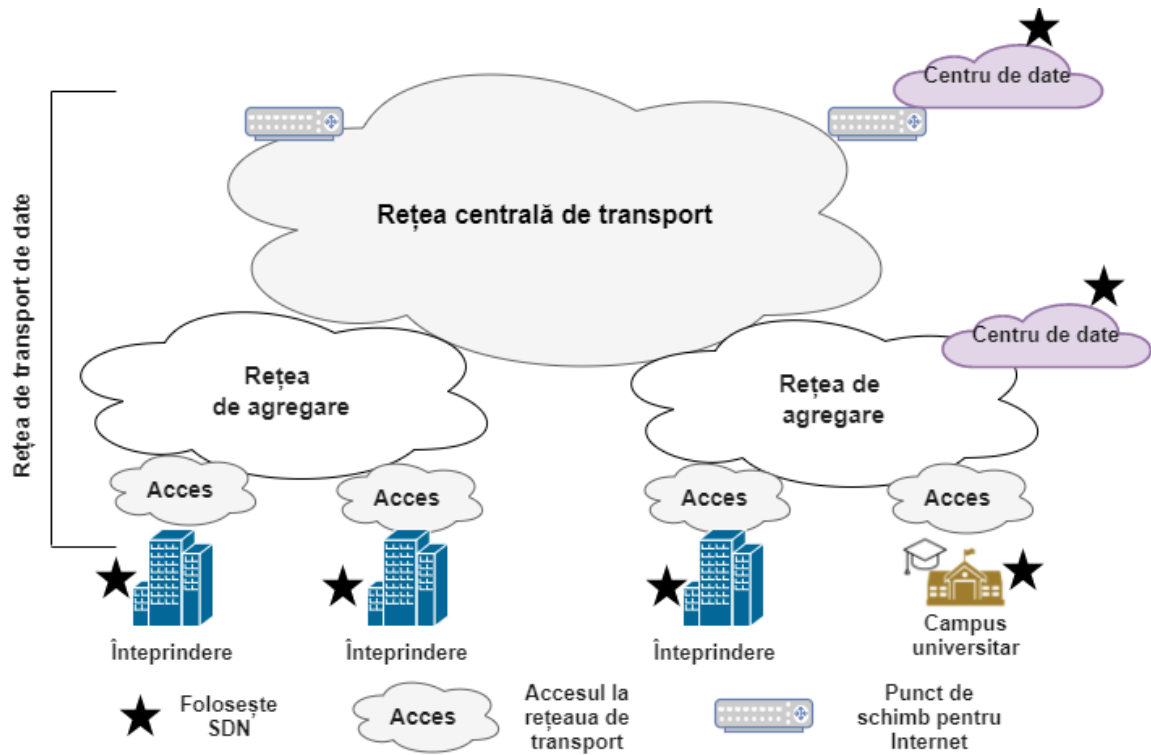 Centru de date
Rețea centrală de transport
Rețea de transport de date
Centru de date
Rețea
de agregare
Rețea de
agregare
Acces
Acces
Acces
Acces
Înteprindere
Înteprindere
Înteprindere
Campus
universitar
Folosește
SDN
Acces
Accesul la
rețeaua de
transport
Punct de
schimb pentru
Internet